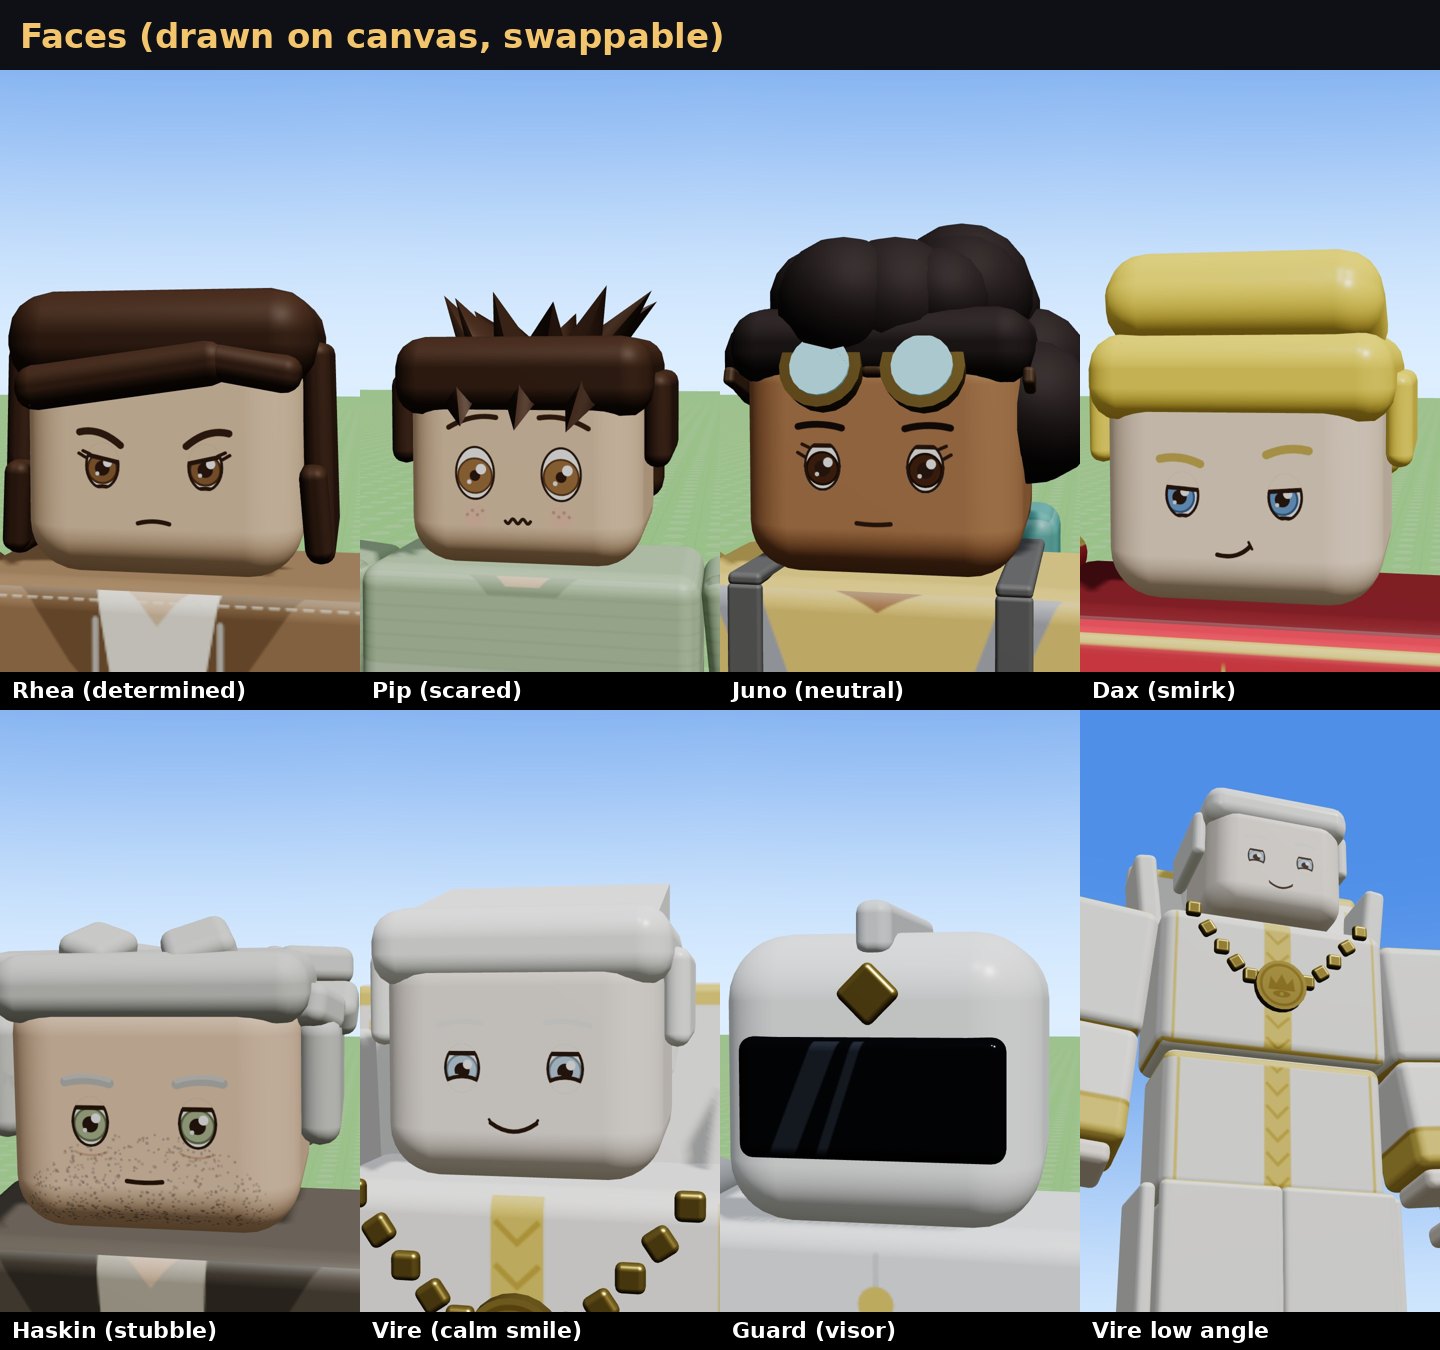 Faces (drawn on canvas, swappable)
Rhea (determined)
Pip (scared)
Juno (neutral)
Dax (smirk)
Haskin (stubble)
Vire (calm smile)
Guard (visor)
Vire low angle